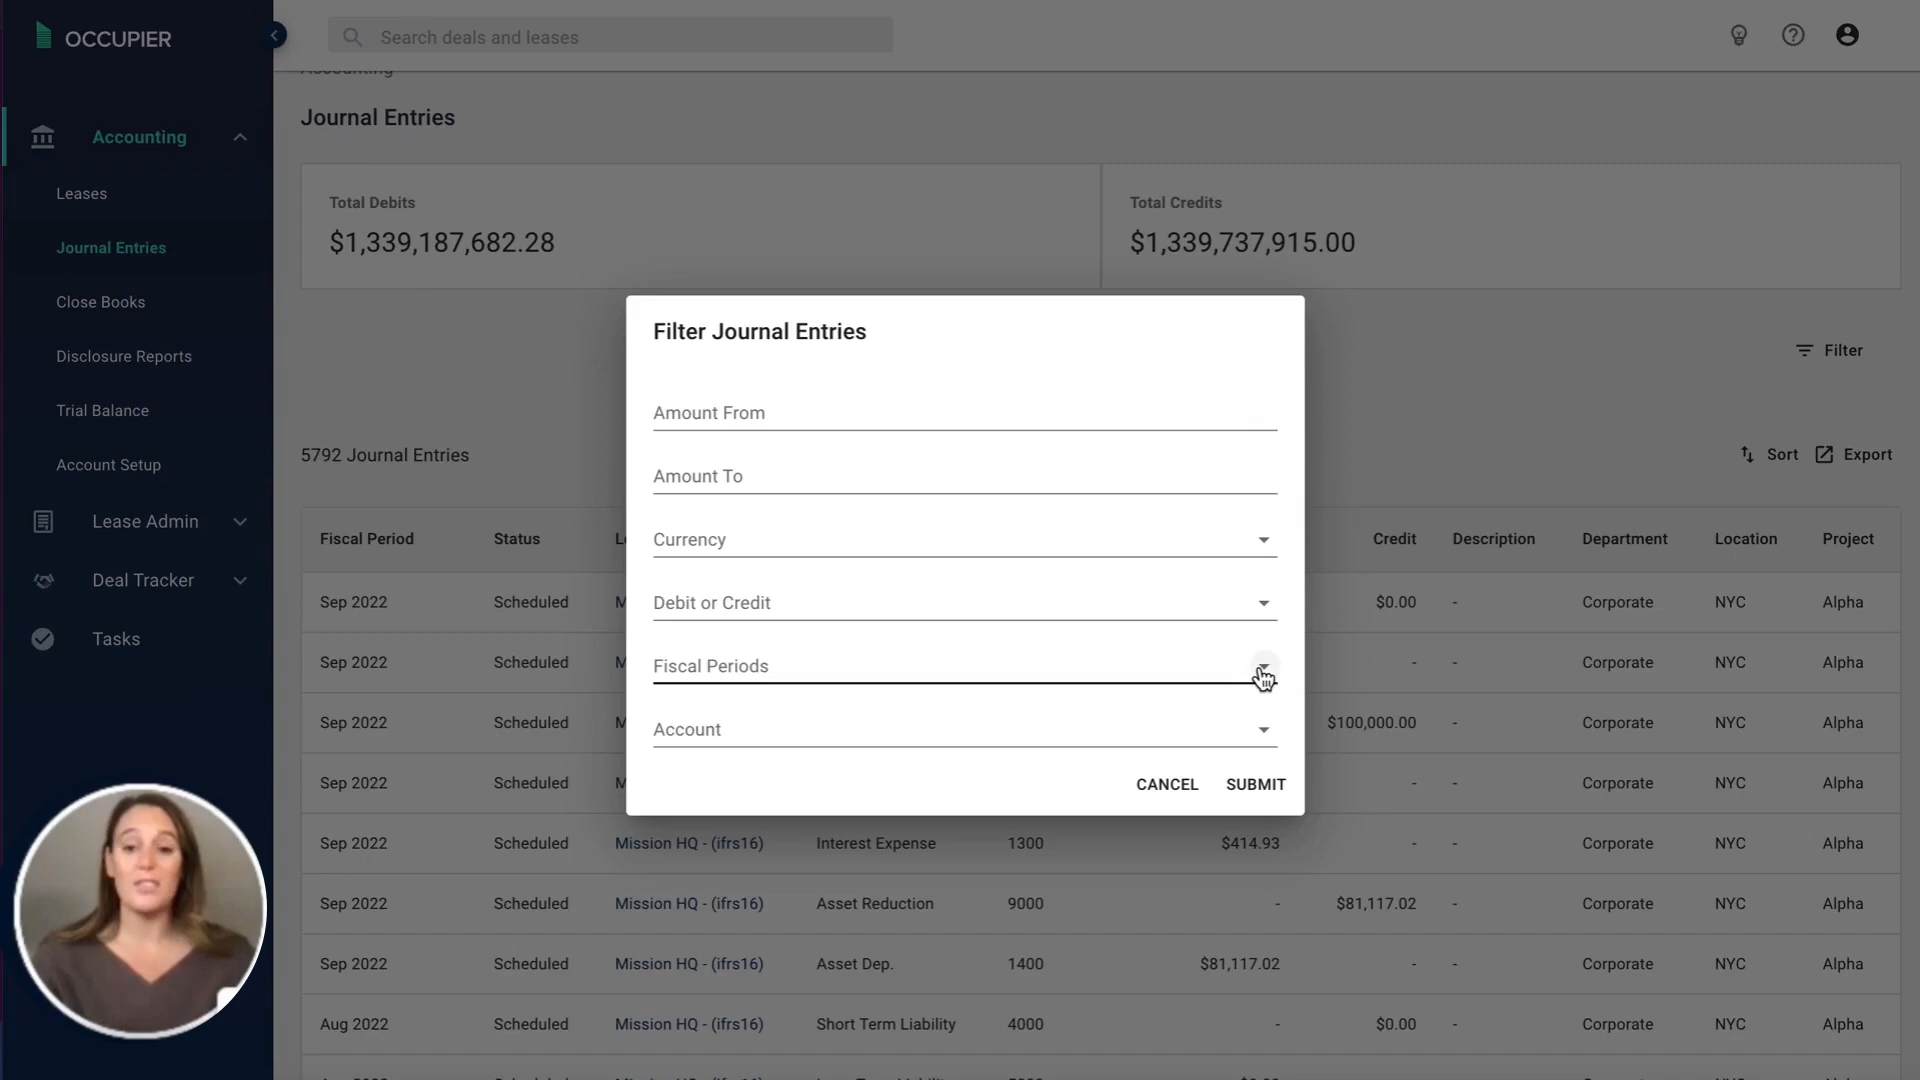 OCCUPIER
Search deals and leases
Accounting
Accounting
Leases
Journal Entries
Close Books
Disclosure Reports
Trial Balance
Account Setup
Lease Admin
Deal Tracker
Tasks
Journal Entries
Total Debits
$1,339,187,682.28
Total Credits
$1,339,737,915.00
Filter
5792 Journal Entries
Sort
Export
Filter Journal Entries
Amount From
Amount To
Currency
Debit or Credit
Fiscal Periods
Account
CANCEL SUBMIT
Fiscal Period Status Credit Description Department Location Project
Sep 2022 Scheduled $0.00 - Corporate NYC Alpha
Sep 2022 Scheduled - - Corporate NYC Alpha
Sep 2022 Scheduled $100,000.00 - Corporate NYC Alpha
Sep 2022 Scheduled - - Corporate NYC Alpha
Sep 2022 Scheduled Mission HQ - (ifrs16) Interest Expense 1300 $414.93 - - Corporate NYC Alpha
Sep 2022 Scheduled Mission HQ - (ifrs16) Asset Reduction 9000 - $81,117.02 - Corporate NYC Alpha
Sep 2022 Scheduled Mission HQ - (ifrs16) Asset Dep. 1400 $81,117.02 - - Corporate NYC Alpha
Aug 2022 Scheduled Mission HQ - (ifrs16) Short Term Liability 4000 - $0.00 - Corporate NYC Alpha